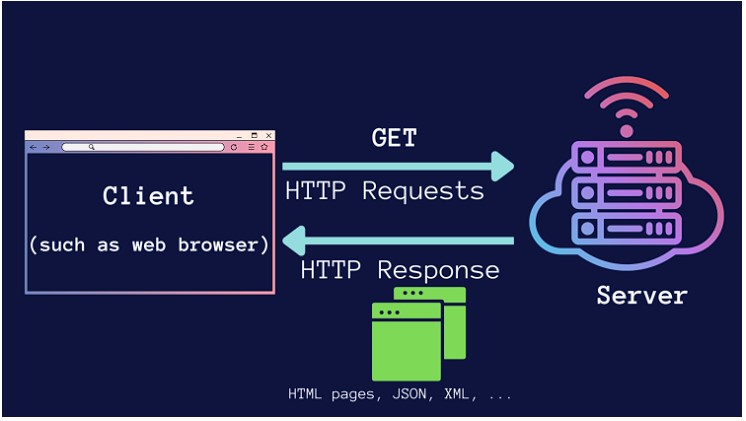 GET
HTTP Requests
Client
(such as web browser)
HTTP Response
Server
HTML pages, JSON, XML, ...